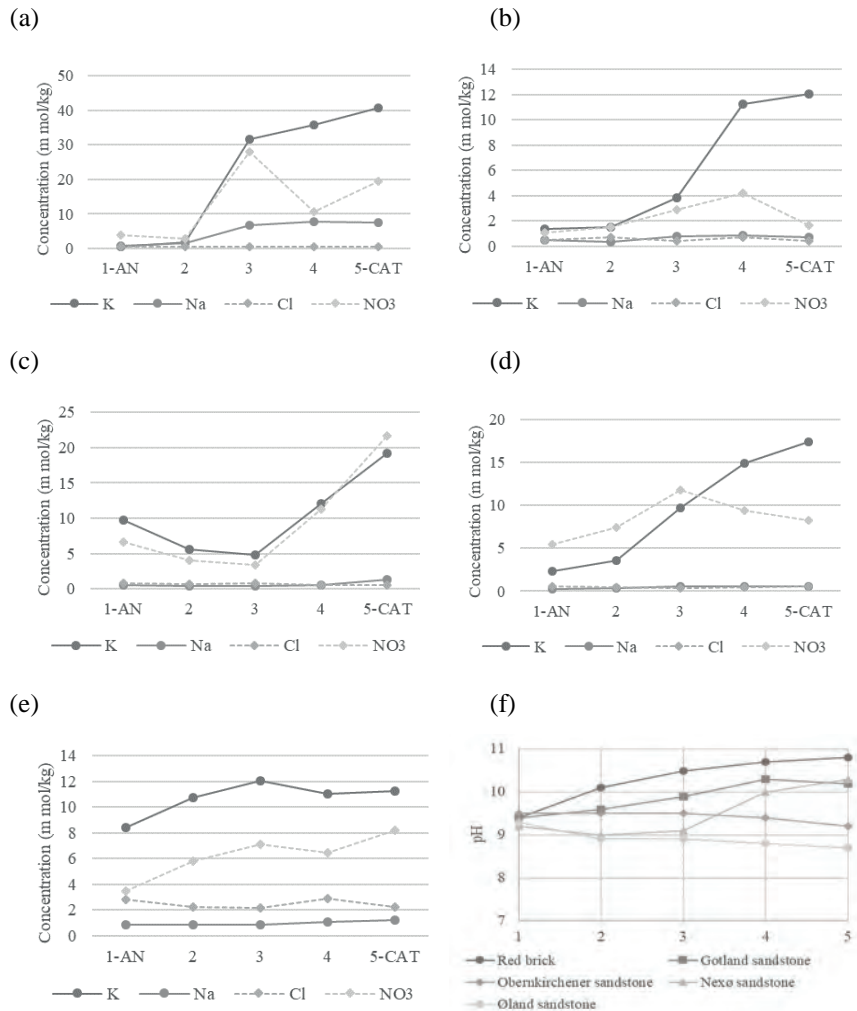 (a)
Concentration (m mol/kg)
50
40
30
20
10
0
1-AN 2 3 4 5-CAT
K Na Cl NO3
(b)
Concentration (m mol/kg)
14
12
10
8
6
4
2
0
1-AN 2 3 4 5-CAT
K Na Cl NO3
(c)
Concentration (m mol/kg)
25
20
15
10
5
0
1-AN 2 3 4 5-CAT
K Na Cl NO3
(d)
Concentration (m mol/kg)
20
15
10
5
0
1-AN 2 3 4 5-CAT
K Na Cl NO3
(e)
Concentration (m mol/kg)
14
12
10
8
6
4
2
0
1-AN 2 3 4 5-CAT
K Na Cl NO3
(f)
pH
11
10
9
8
7
1 2 3 4 5
Red brick Gotland sandstone
Obernkirchener sandstone Nexø sandstone
Øland sandstone